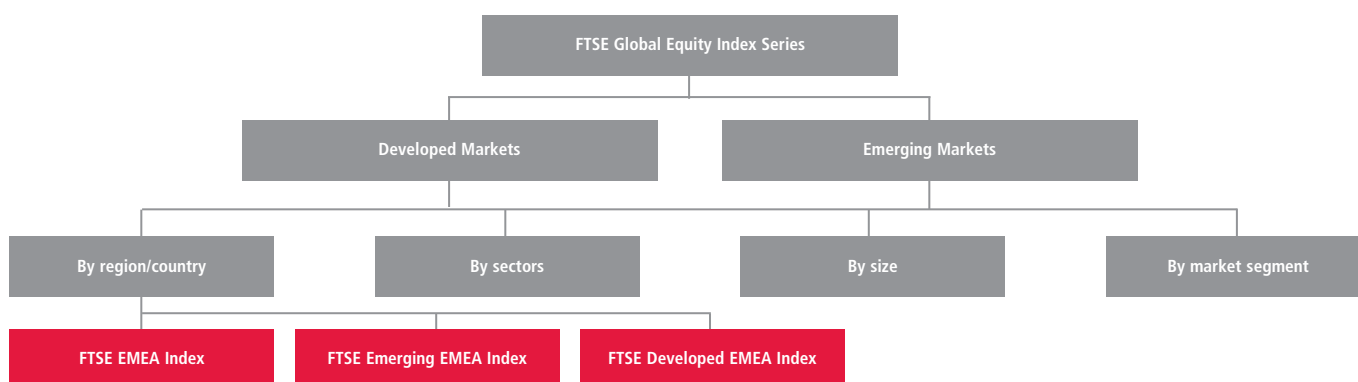 FTSE Global Equity Index Series
Developed Markets
Emerging Markets
By region/country
By sectors
By size
By market segment
FTSE EMEA Index
FTSE Emerging EMEA Index
FTSE Developed EMEA Index